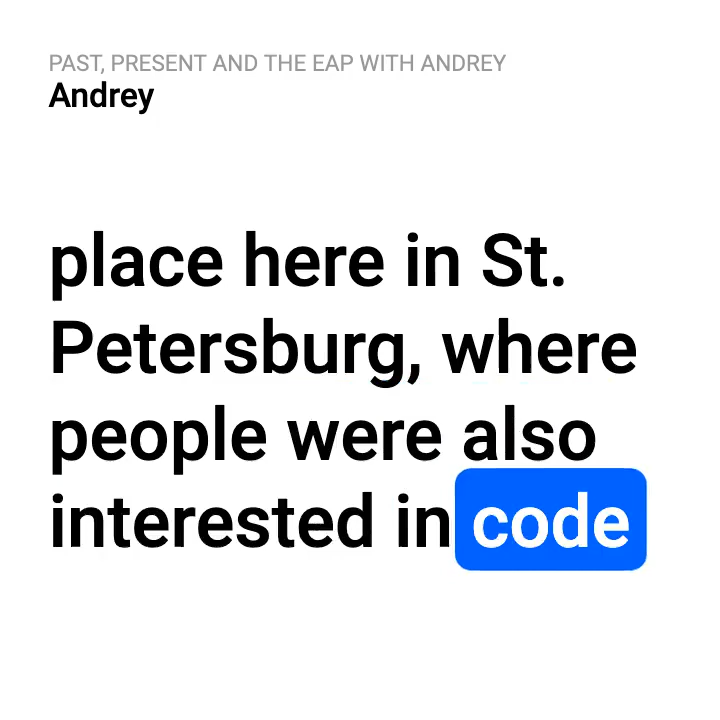 PAST, PRESENT AND THE EAP WITH ANDREY
Andrey
place here in St.
Petersburg, where
people were also
interested in code